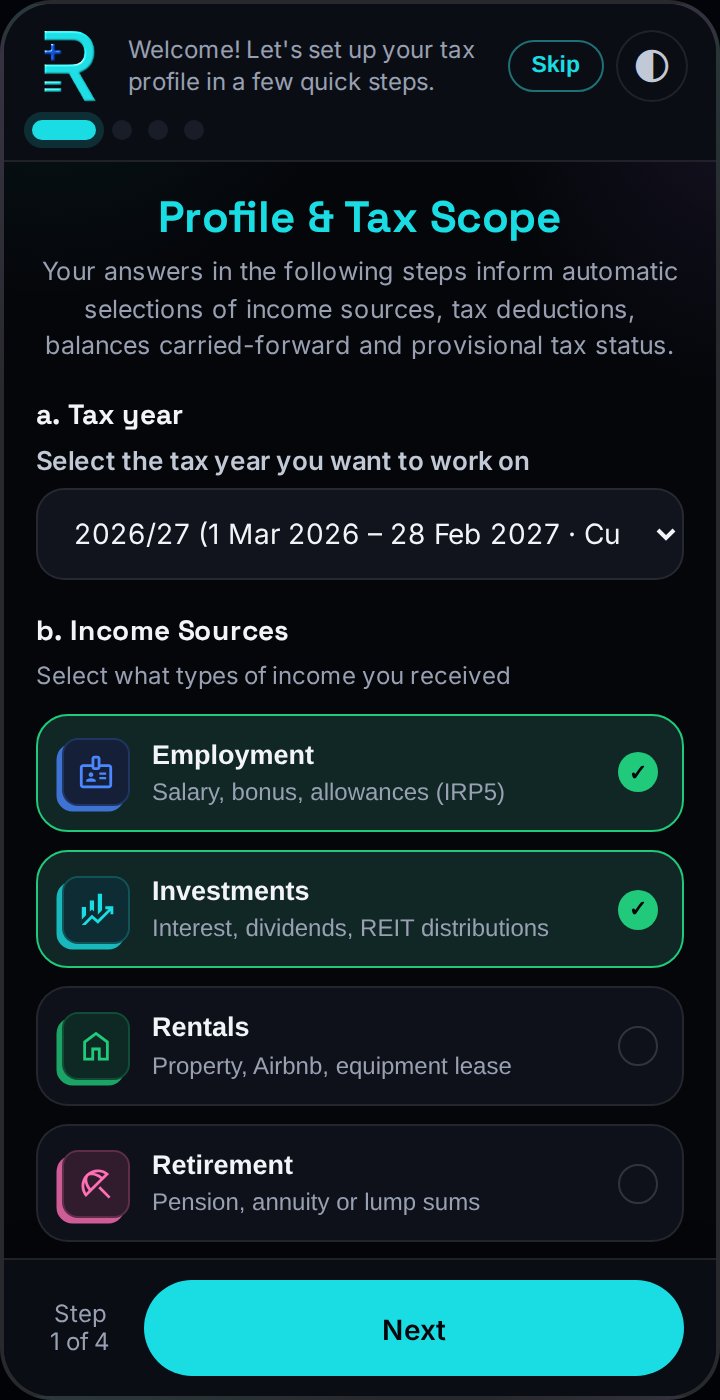 Welcome! Let's set up your tax
profile in a few quick steps.
Skip
Profile & Tax Scope
Your answers in the following steps inform automatic
selections of income sources, tax deductions,
balances carried-forward and provisional tax status.
a. Tax year
Select the tax year you want to work on
2026/27 (1 Mar 2026 – 28 Feb 2027 · Cu
b. Income Sources
Select what types of income you received
Employment
Salary, bonus, allowances (IRP5)
Investments
Interest, dividends, REIT distributions
Rentals
Property, Airbnb, equipment lease
Retirement
Pension, annuity or lump sums
Step
1 of 4
Next